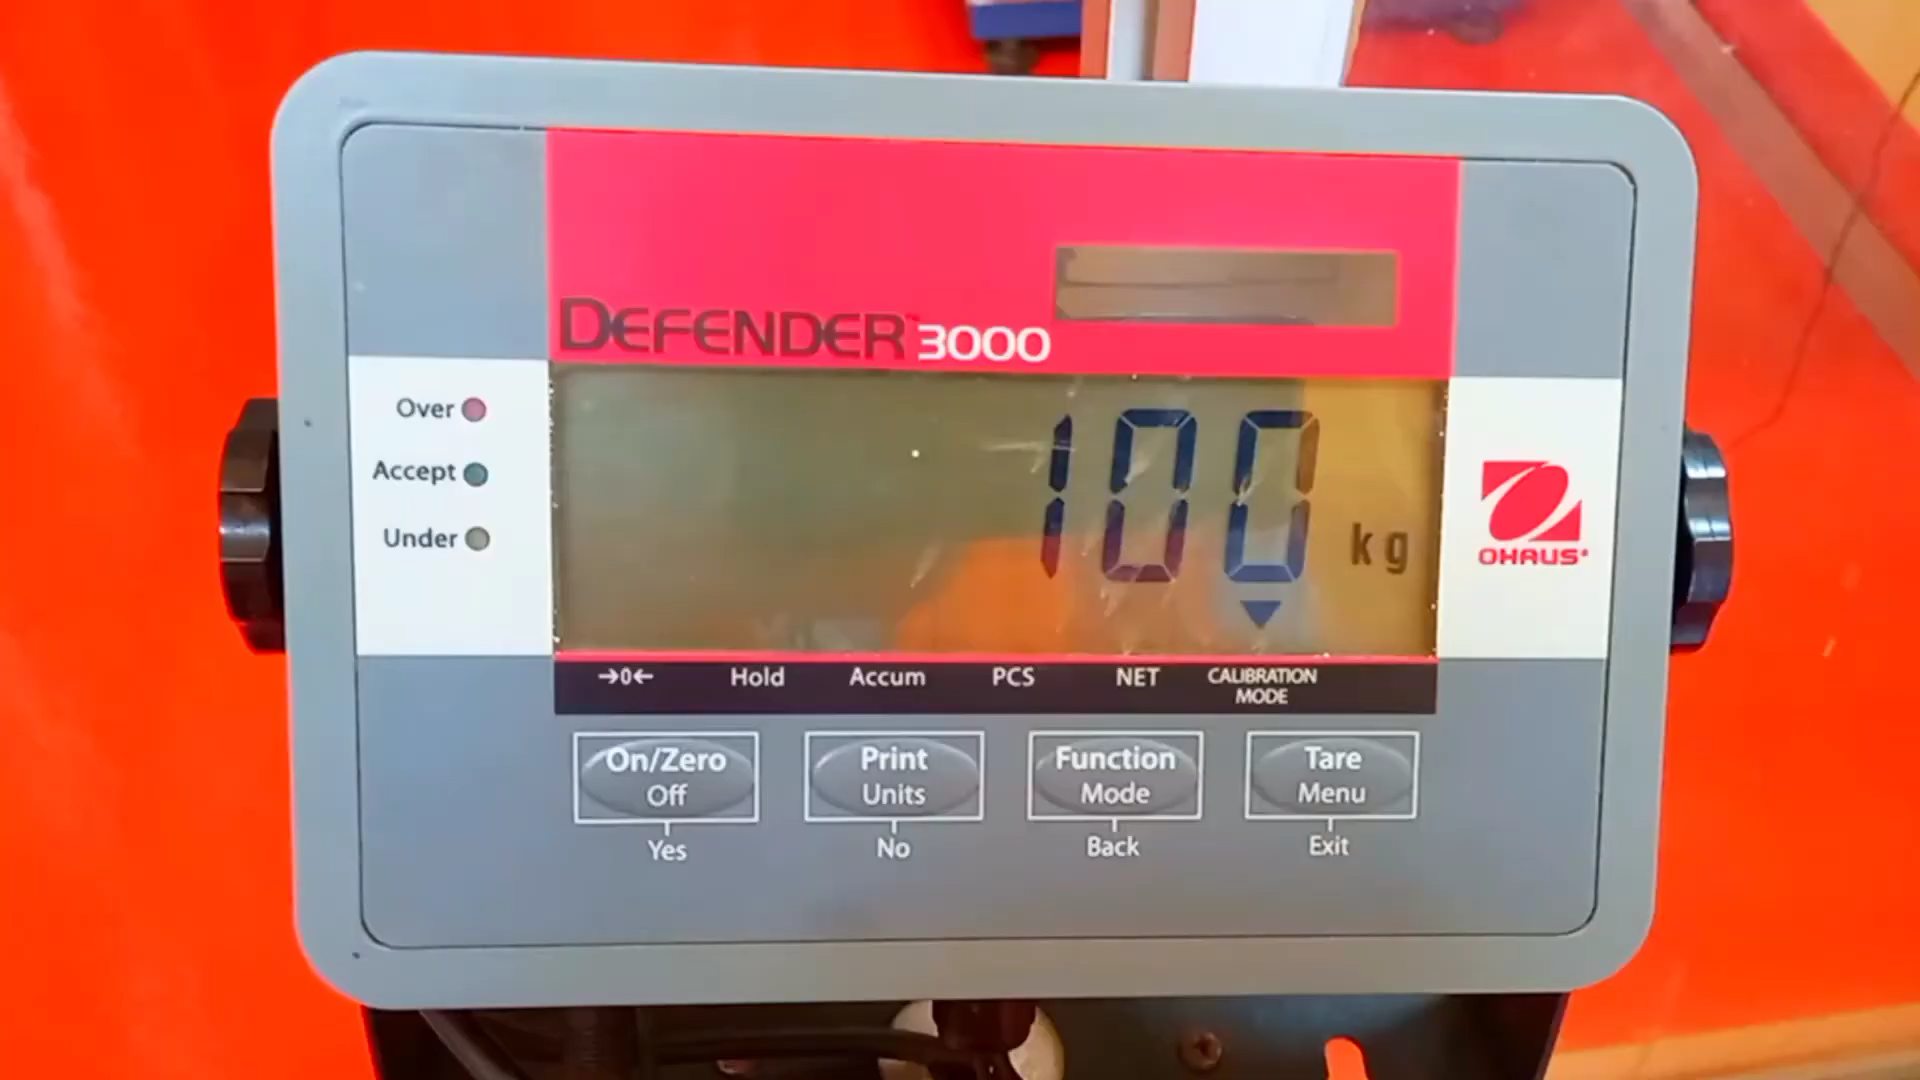 DEFENDER™ 3000
Over
Accept
Under
100 kg
OHAUS®
→0← Hold Accum PCS NET CALIBRATION MODE
On/Zero Print Function Tare
Off Units Mode Menu
Yes No Back Exit